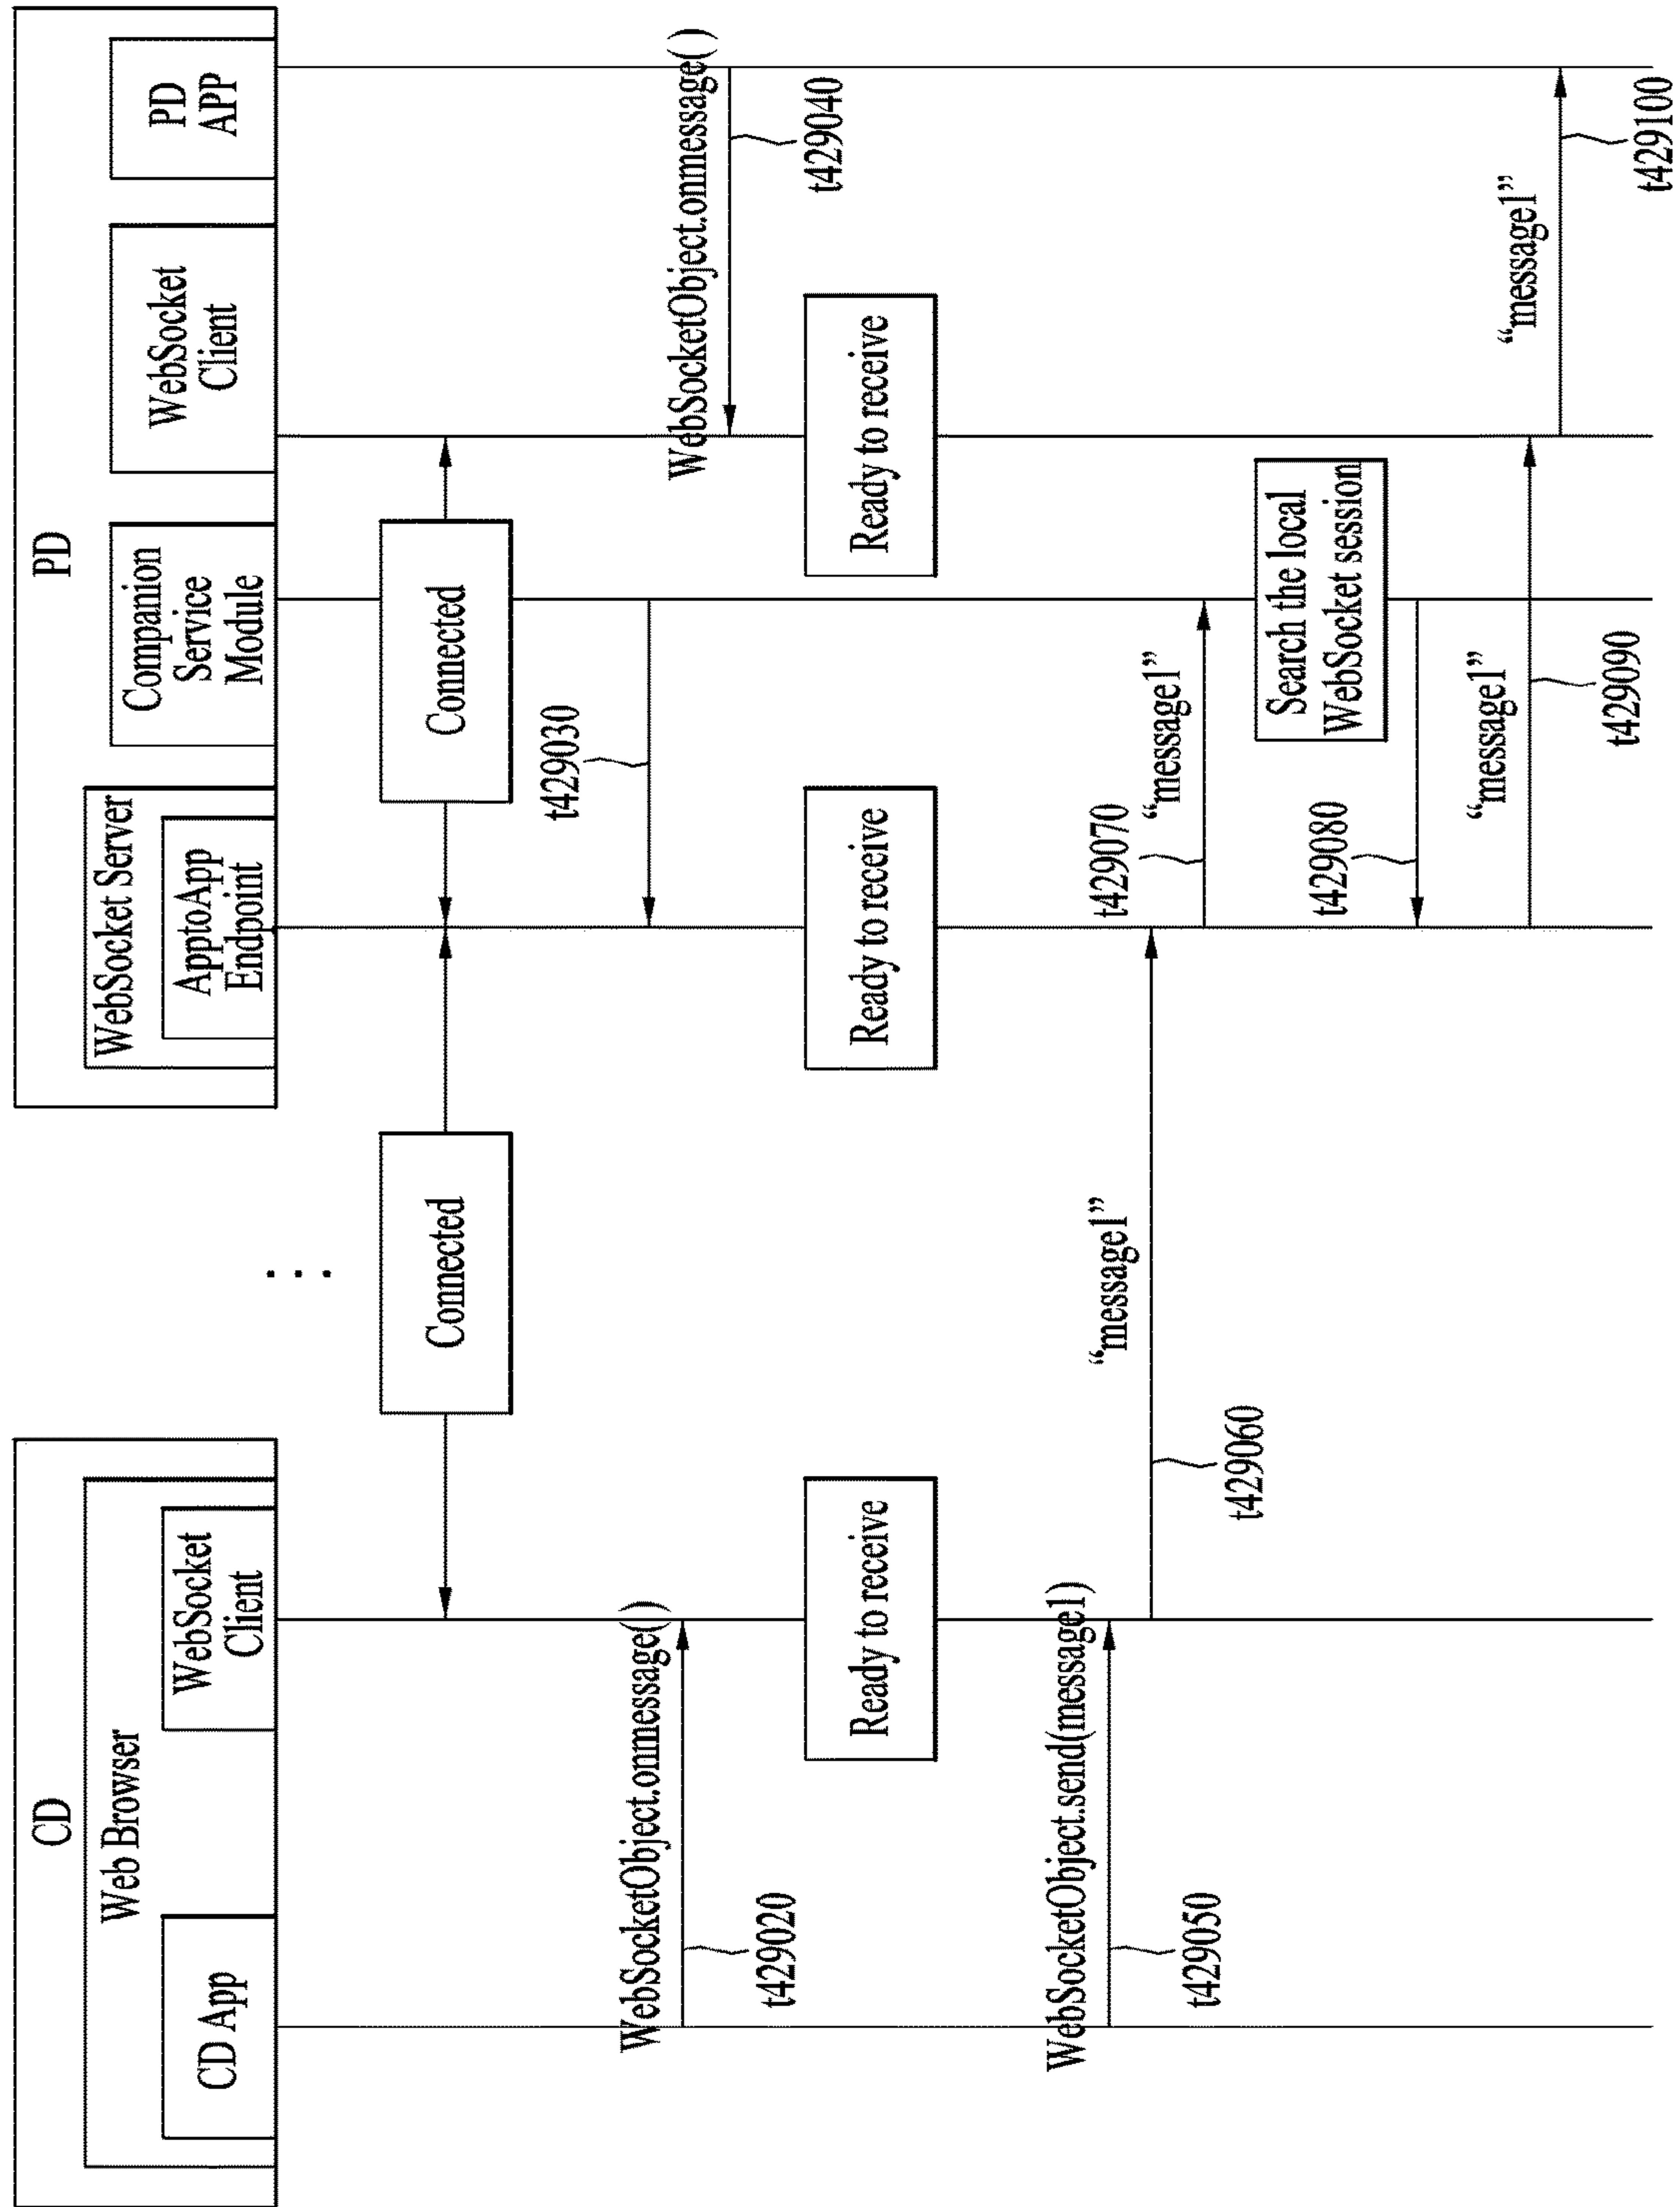 CD
Web Browser
CD App
WebSocket
Client
PD
WebSocket Server
ApptoApp
Endpoint
Companion
Service
Module
WebSocket
Client
PD
APP
. . .
Connected
Connected
t429030
WebSocketObject.onmessage()
t429020
WebSocketObject.onmessage()
t429040
Ready to receive
Ready to receive
Ready to receive
WebSocketObject.send(message1)
t429050
“message1”
t429060
t429070
“message1”
Search the local
WebSocket session
t429080
“message1”
t429090
“message1”
t429100